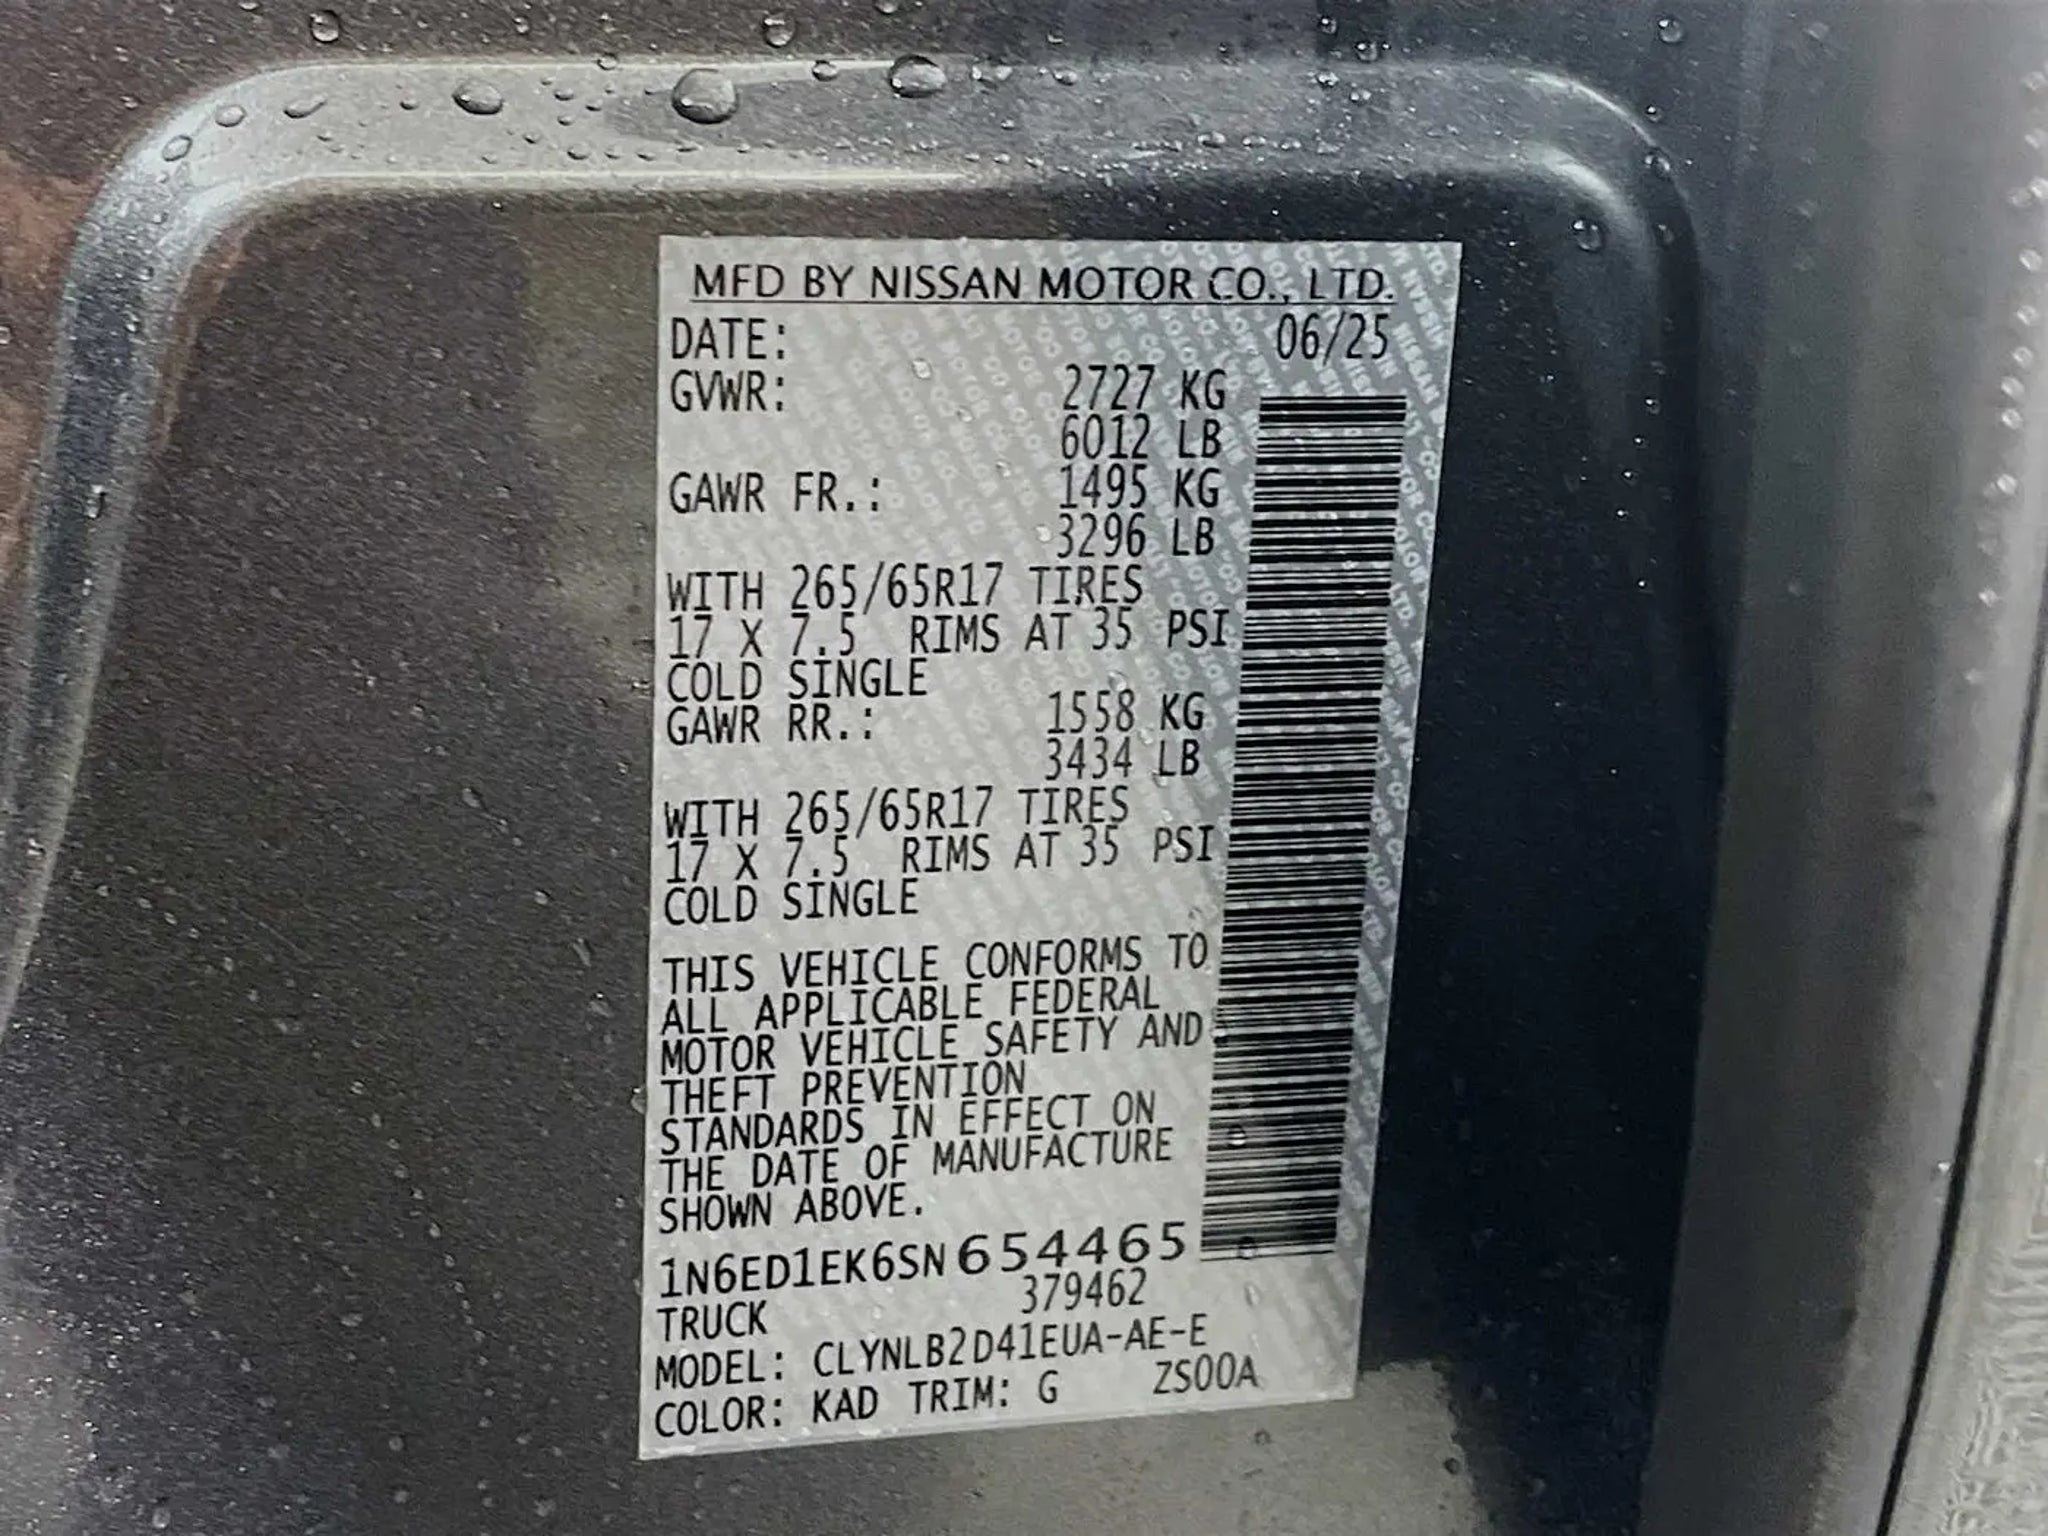 MFD BY NISSAN MOTOR CO., LTD.
DATE: 06/25
GVWR: 2727 KG
6012 LB
GAWR FR.: 1495 KG
3296 LB
WITH 265/65R17 TIRES
17 X 7.5 RIMS AT 35 PSI
COLD SINGLE
GAWR RR.: 1558 KG
3434 LB
WITH 265/65R17 TIRES
17 X 7.5 RIMS AT 35 PSI
COLD SINGLE
THIS VEHICLE CONFORMS TO
ALL APPLICABLE FEDERAL
MOTOR VEHICLE SAFETY AND
THEFT PREVENTION
STANDARDS IN EFFECT ON
THE DATE OF MANUFACTURE
SHOWN ABOVE.
1N6ED1EK6SN654465
TRUCK 379462
MODEL: CLYNLB2D41EUA-AE-E
COLOR: KAD TRIM: G ZS00A